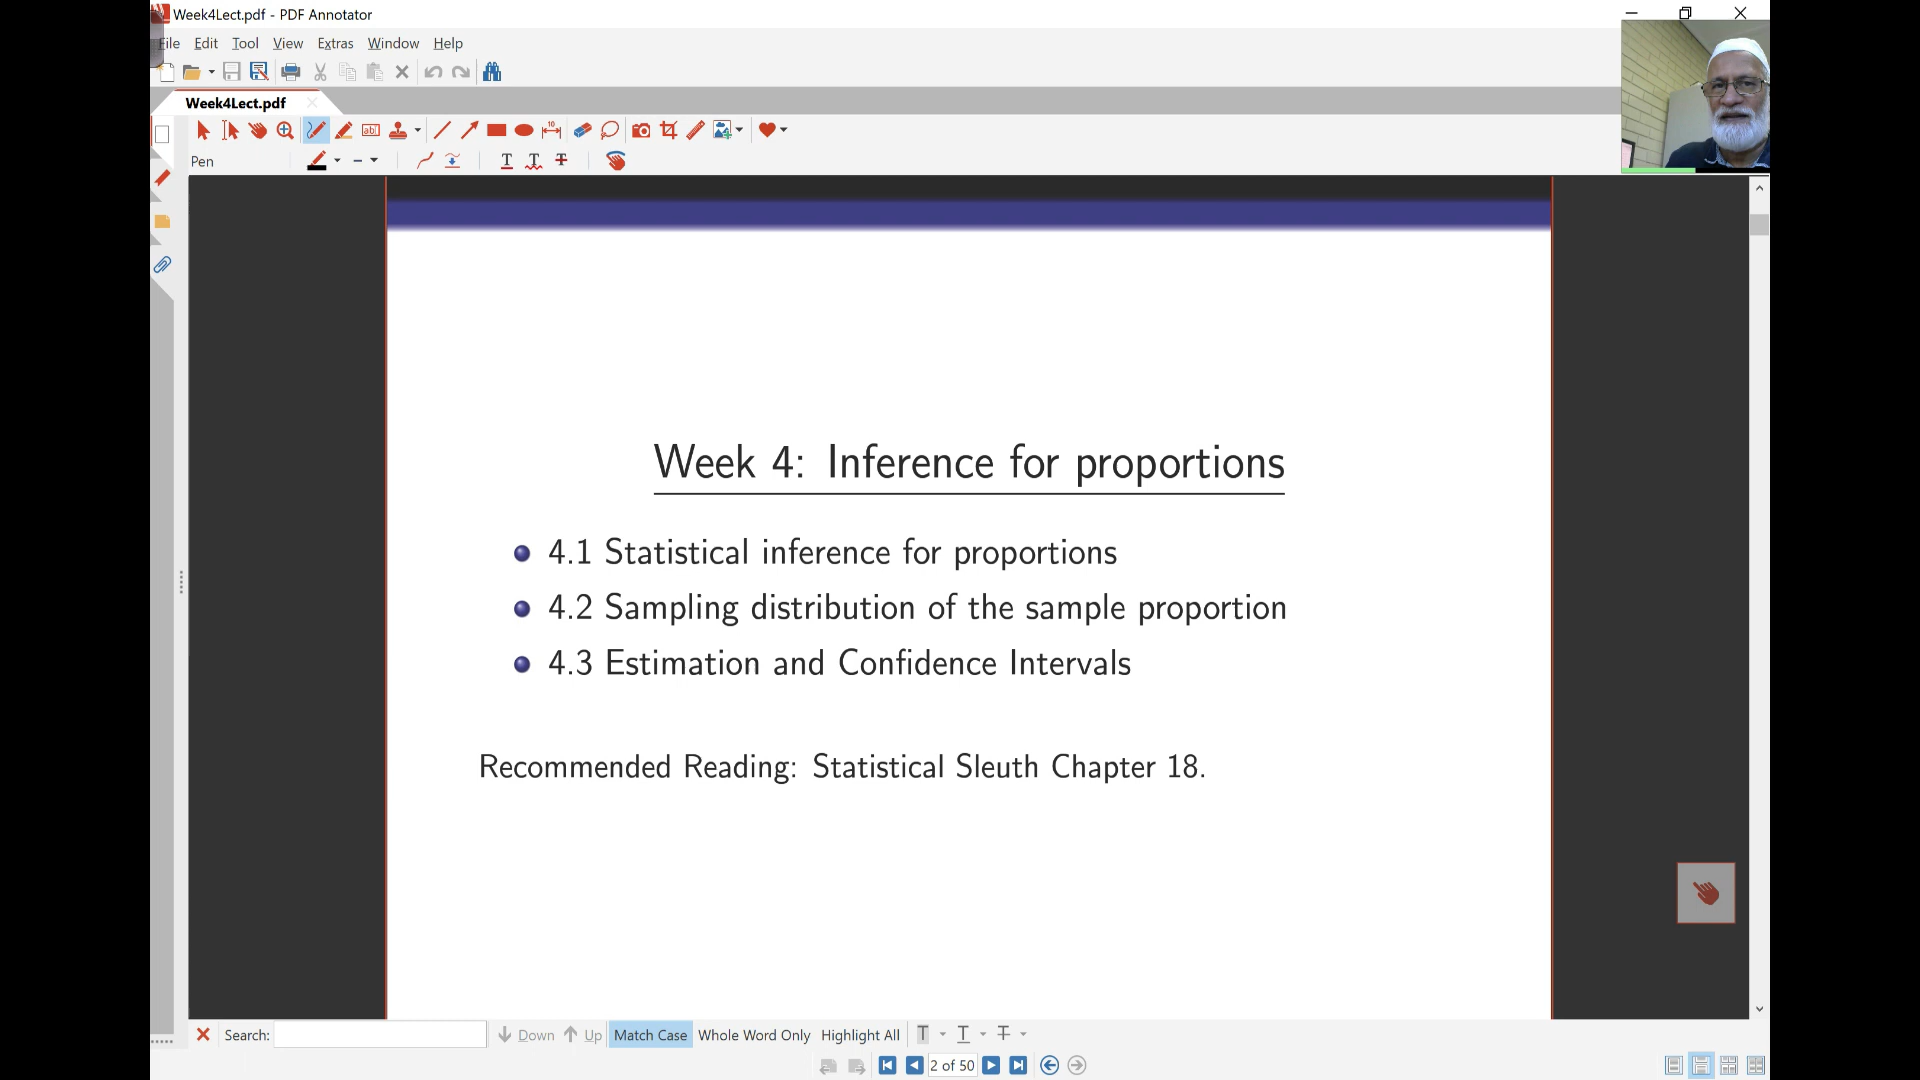 Week4Lect.pdf - PDF Annotator
File Edit Tool View Extras Window Help
Week4Lect.pdf
Pen
Week 4: Inference for proportions
4.1 Statistical inference for proportions
4.2 Sampling distribution of the sample proportion
4.3 Estimation and Confidence Intervals
Recommended Reading: Statistical Sleuth Chapter 18.
Search: Down Up Match Case Whole Word Only Highlight All
2 of 50